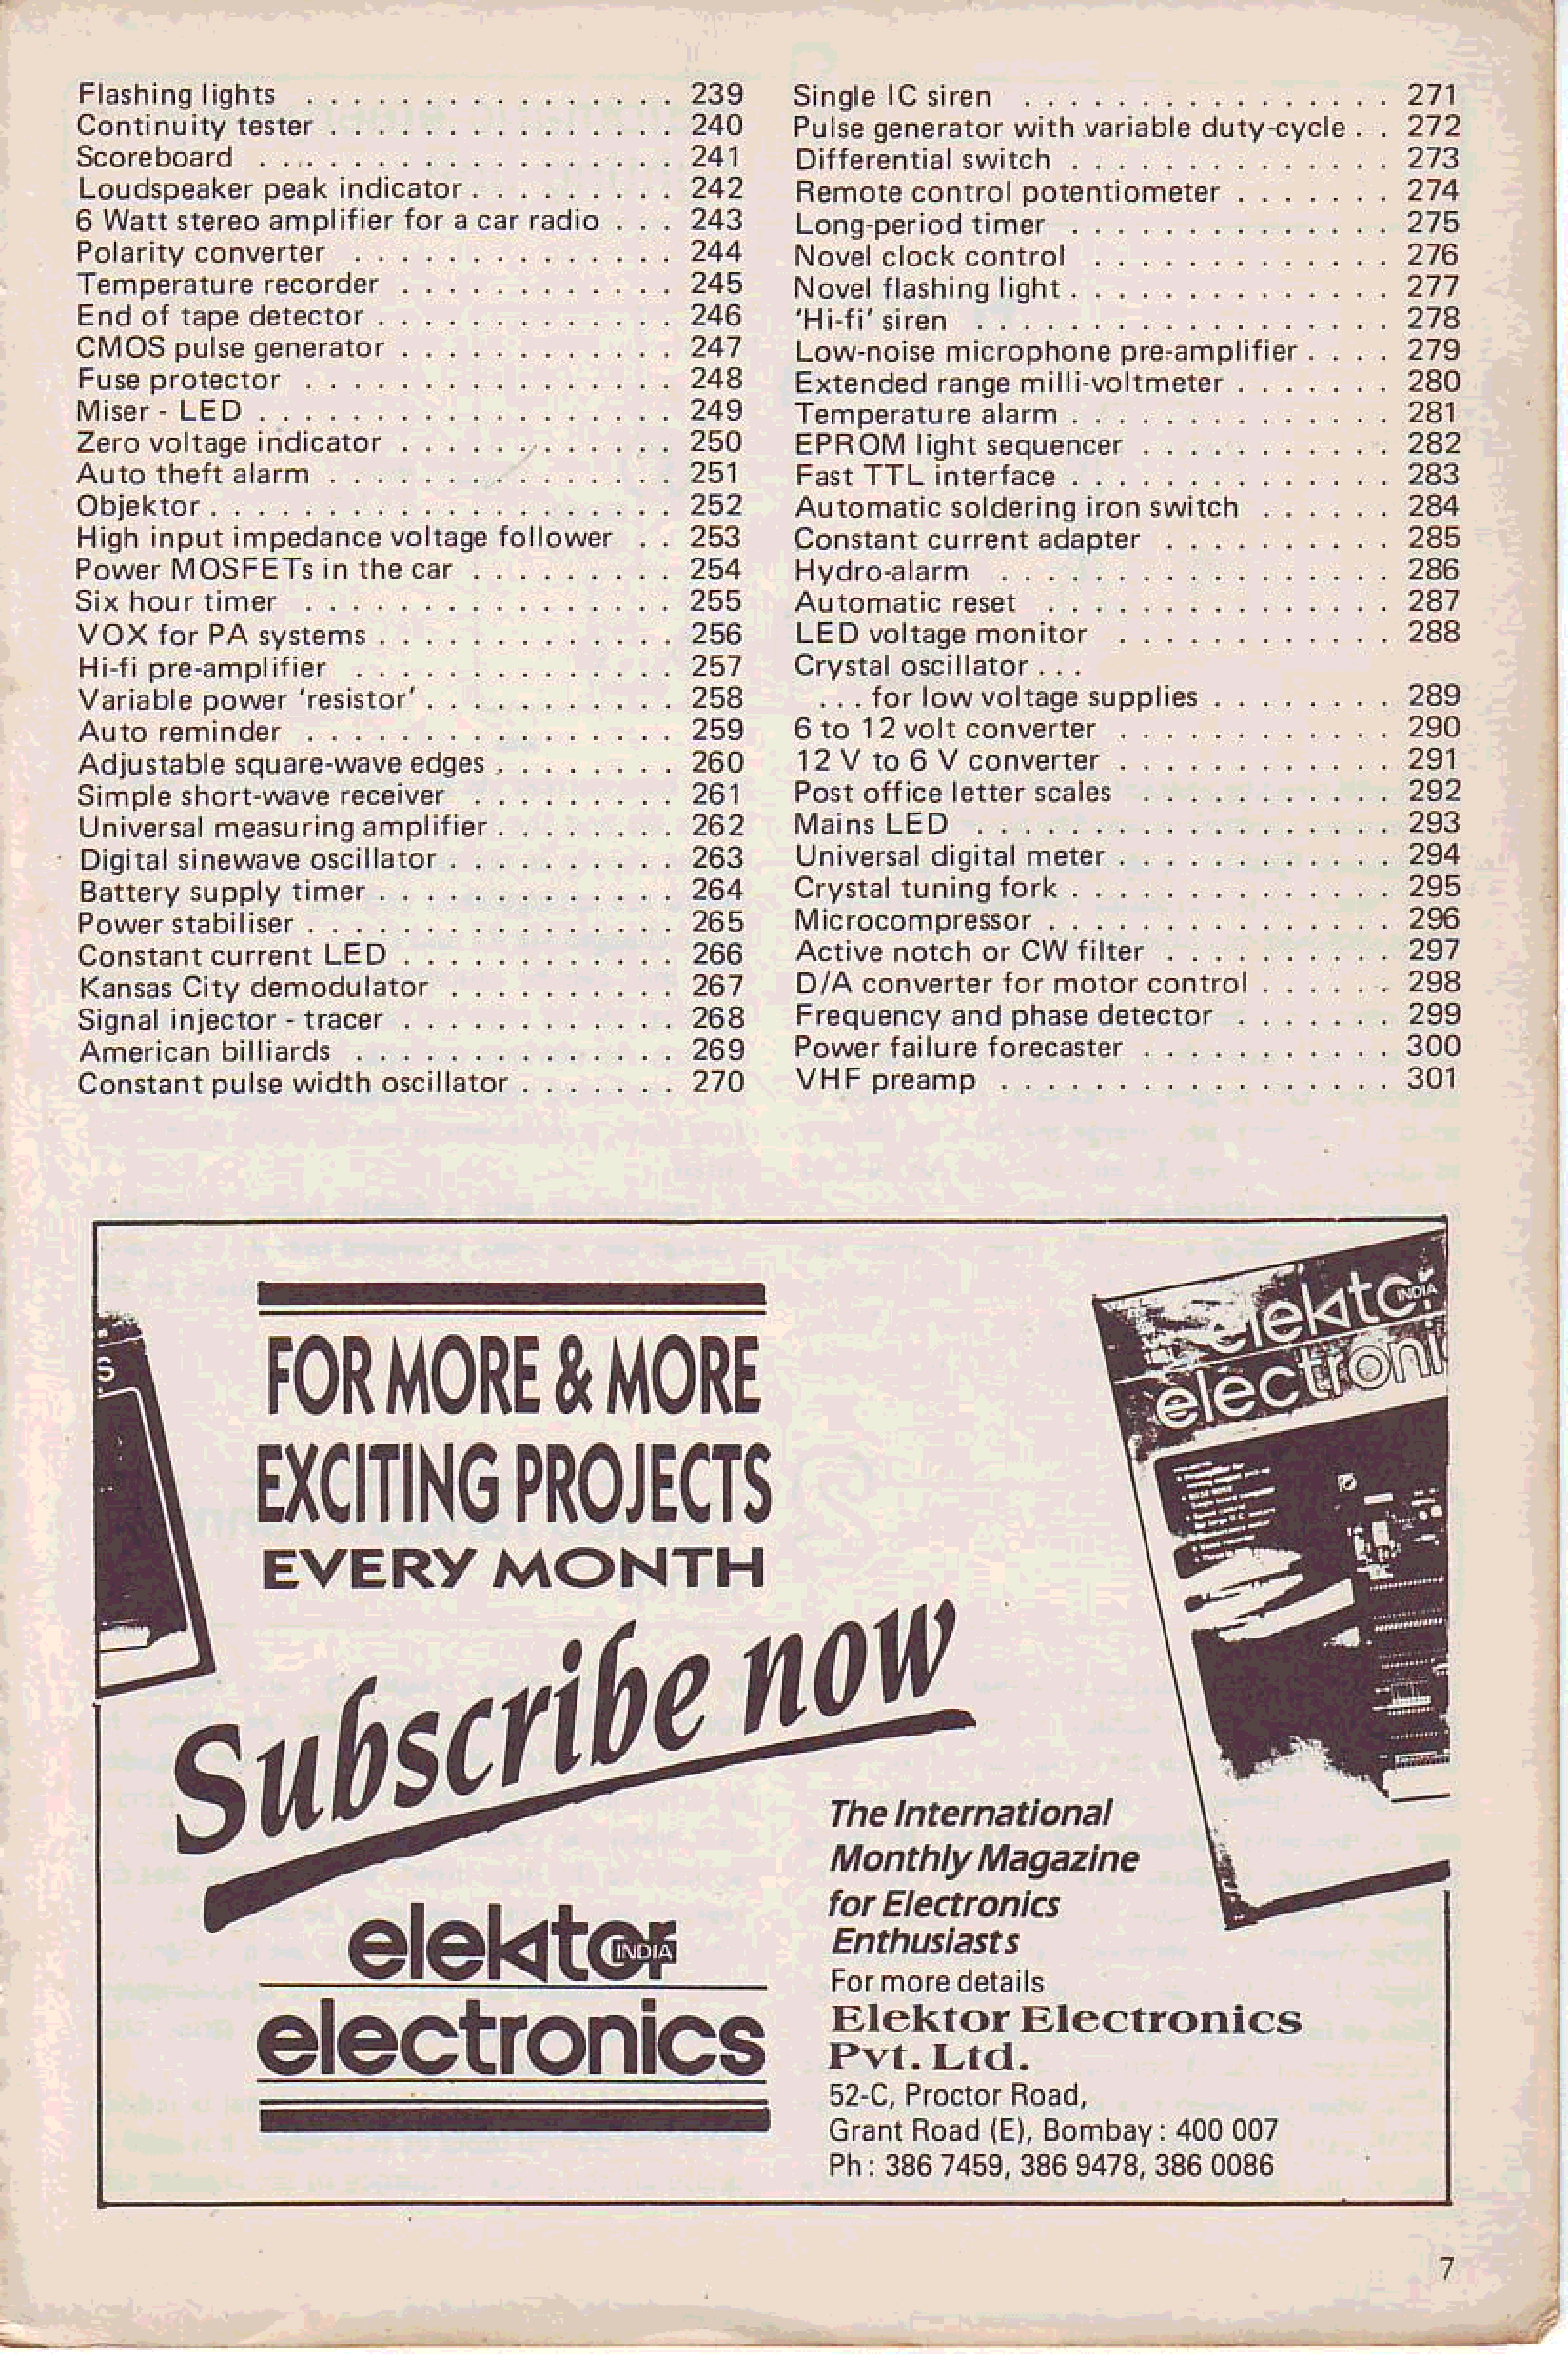 Flashing lights . . . . . . . . . . . . . . . . 239
Continuity tester . . . . . . . . . . . . . . . 240
Scoreboard . . . . . . . . . . . . . . . . . . 241
Loudspeaker peak indicator . . . . . . . . . 242
6 Watt stereo amplifier for a car radio . . . 243
Polarity converter . . . . . . . . . . . . . . 244
Temperature recorder . . . . . . . . . . . . 245
End of tape detector . . . . . . . . . . . . . 246
CMOS pulse generator . . . . . . . . . . . . 247
Fuse protector . . . . . . . . . . . . . . . . 248
Miser - LED . . . . . . . . . . . . . . . . . . 249
Zero voltage indicator . . . . . . . . . . . . 250
Auto theft alarm . . . . . . . . . . . . . . . 251
Objektor . . . . . . . . . . . . . . . . . . . . 252
High input impedance voltage follower . . 253
Power MOSFETs in the car . . . . . . . . . 254
Six hour timer . . . . . . . . . . . . . . . . 255
VOX for PA systems . . . . . . . . . . . . . 256
Hi-fi pre-amplifier . . . . . . . . . . . . . . 257
Variable power 'resistor' . . . . . . . . . . . 258
Auto reminder . . . . . . . . . . . . . . . . 259
Adjustable square-wave edges . . . . . . . . 260
Simple short-wave receiver . . . . . . . . . 261
Universal measuring amplifier . . . . . . . . 262
Digital sinewave oscillator . . . . . . . . . . 263
Battery supply timer . . . . . . . . . . . . . 264
Power stabiliser . . . . . . . . . . . . . . . . 265
Constant current LED . . . . . . . . . . . . 266
Kansas City demodulator . . . . . . . . . . 267
Signal injector - tracer . . . . . . . . . . . . 268
American billiards . . . . . . . . . . . . . . 269
Constant pulse width oscillator . . . . . . . 270
Single IC siren . . . . . . . . . . . . . . . . 271
Pulse generator with variable duty-cycle . . 272
Differential switch . . . . . . . . . . . . . . 273
Remote control potentiometer . . . . . . . 274
Long-period timer . . . . . . . . . . . . . . 275
Novel clock control . . . . . . . . . . . . . 276
Novel flashing light . . . . . . . . . . . . . . 277
'Hi-fi' siren . . . . . . . . . . . . . . . . . . 278
Low-noise microphone pre-amplifier . . . . 279
Extended range milli-voltmeter . . . . . . . 280
Temperature alarm . . . . . . . . . . . . . . 281
EPROM light sequencer . . . . . . . . . . . 282
Fast TTL interface . . . . . . . . . . . . . . 283
Automatic soldering iron switch . . . . . . 284
Constant current adapter . . . . . . . . . . 285
Hydro-alarm . . . . . . . . . . . . . . . . . 286
Automatic reset . . . . . . . . . . . . . . . 287
LED voltage monitor . . . . . . . . . . . . 288
Crystal oscillator . . .
. . . for low voltage supplies . . . . . . . . 289
6 to 12 volt converter . . . . . . . . . . . . 290
12 V to 6 V converter . . . . . . . . . . . . 291
Post office letter scales . . . . . . . . . . . 292
Mains LED . . . . . . . . . . . . . . . . . . 293
Universal digital meter . . . . . . . . . . . . 294
Crystal tuning fork . . . . . . . . . . . . . . 295
Microcompressor . . . . . . . . . . . . . . . 296
Active notch or CW filter . . . . . . . . . . 297
D/A converter for motor control . . . . . . 298
Frequency and phase detector . . . . . . . 299
Power failure forecaster . . . . . . . . . . . 300
VHF preamp . . . . . . . . . . . . . . . . . 301
FOR MORE & MORE
EXCITING PROJECTS
EVERY MONTH
Subscribe now
elektor
INDIA
electronics
s
elektor
INDIA
electroni
The International
Monthly Magazine
for Electronics
Enthusiasts
For more details
Elektor Electronics
Pvt. Ltd.
52-C, Proctor Road,
Grant Road (E), Bombay : 400 007
Ph : 386 7459, 386 9478, 386 0086
7